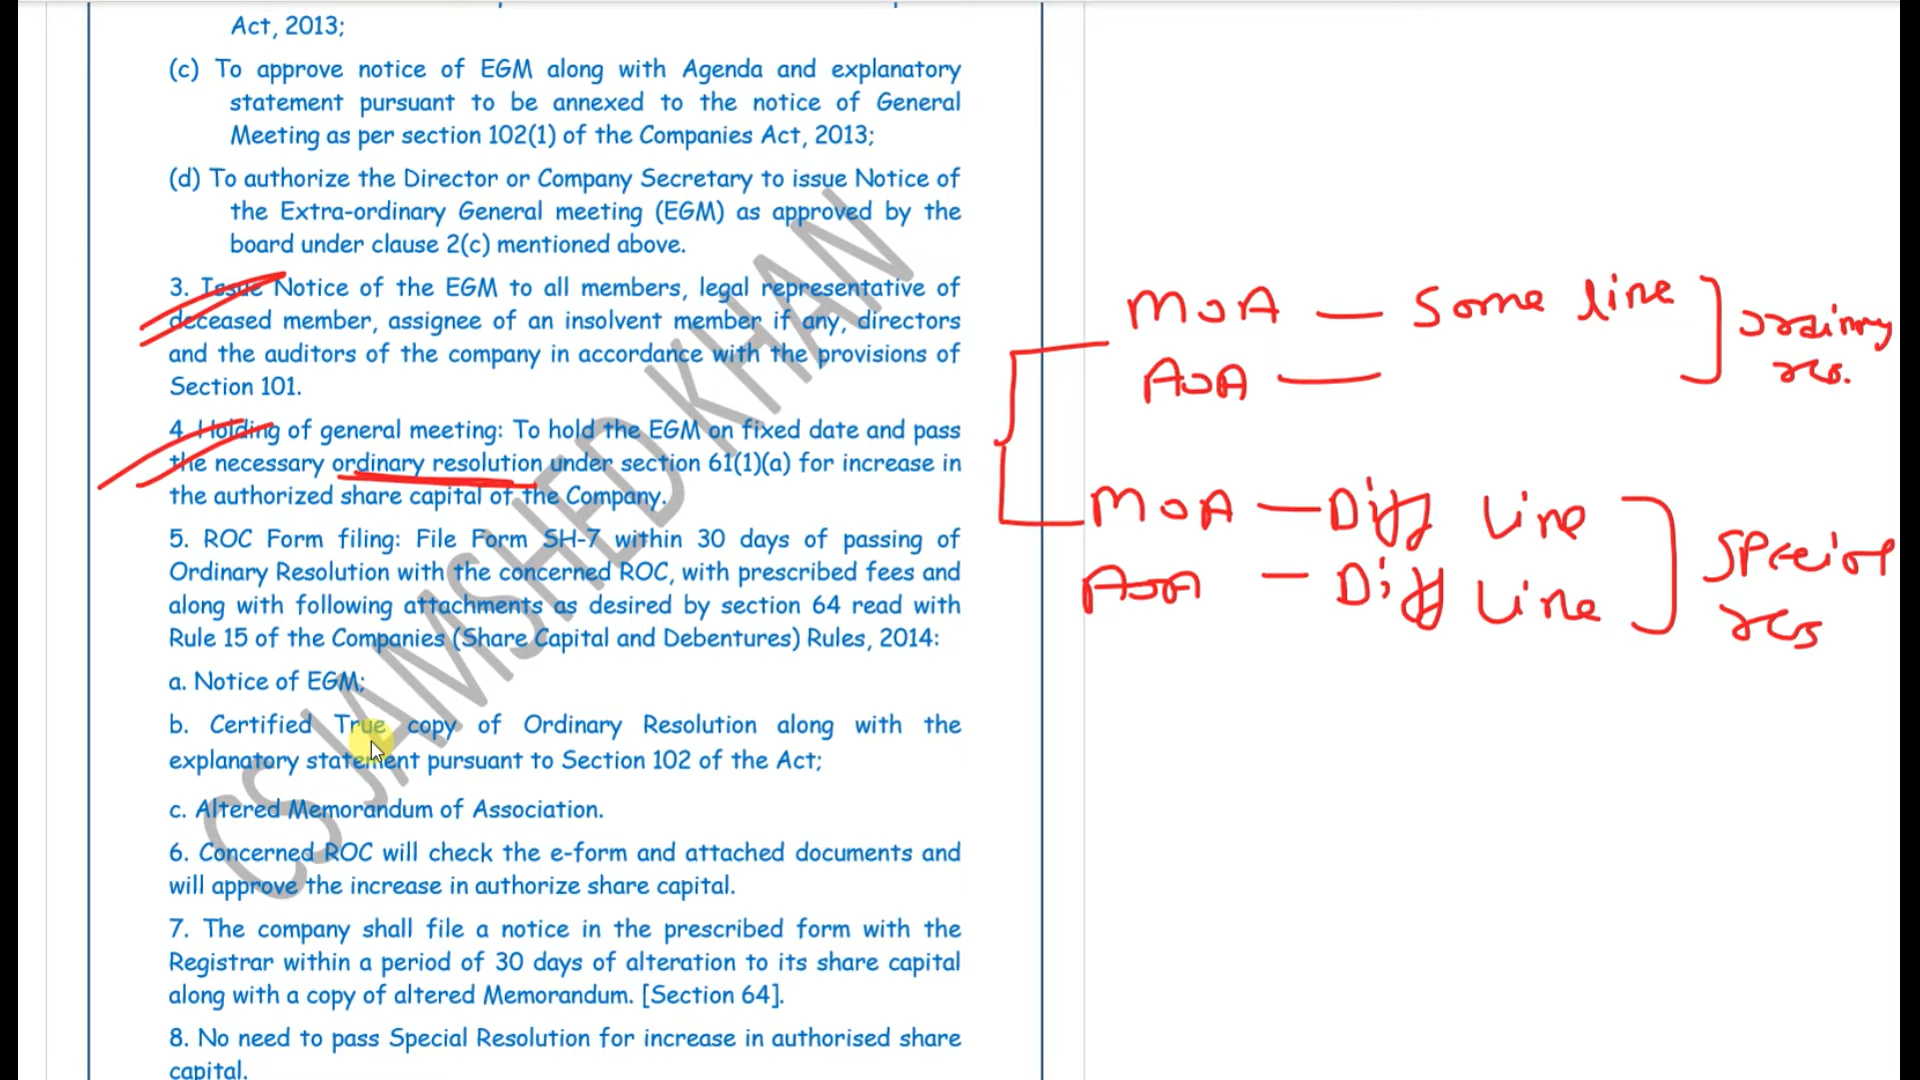 Act, 2013;
(c) To approve notice of EGM along with Agenda and explanatory
statement pursuant to be annexed to the notice of General
Meeting as per section 102(1) of the Companies Act, 2013;
(d) To authorize the Director or Company Secretary to issue Notice of
the Extra-ordinary General meeting (EGM) as approved by the
board under clause 2(c) mentioned above.
3. Issue Notice of the EGM to all members, legal representative of
deceased member, assignee of an insolvent member if any, directors
and the auditors of the company in accordance with the provisions of
Section 101.
4. Holding of general meeting: To hold the EGM on fixed date and pass
the necessary ordinary resolution under section 61(1)(a) for increase in
the authorized share capital of the Company.
5. ROC Form filing: File Form SH-7 within 30 days of passing of
Ordinary Resolution with the concerned ROC, with prescribed fees and
along with following attachments as desired by section 64 read with
Rule 15 of the Companies (Share Capital and Debentures) Rules, 2014:
a. Notice of EGM;
b. Certified True copy of Ordinary Resolution along with the
explanatory statement pursuant to Section 102 of the Act;
c. Altered Memorandum of Association.
6. Concerned ROC will check the e-form and attached documents and
will approve the increase in authorize share capital.
7. The company shall file a notice in the prescribed form with the
Registrar within a period of 30 days of alteration to its share capital
along with a copy of altered Memorandum. [Section 64].
8. No need to pass Special Resolution for increase in authorised share
capital.
CS JAMSHED KHAN
MOA — Some line
AOA —
ordinary
res.
MOA — Diff Line
AOA — Diff Line
special
res